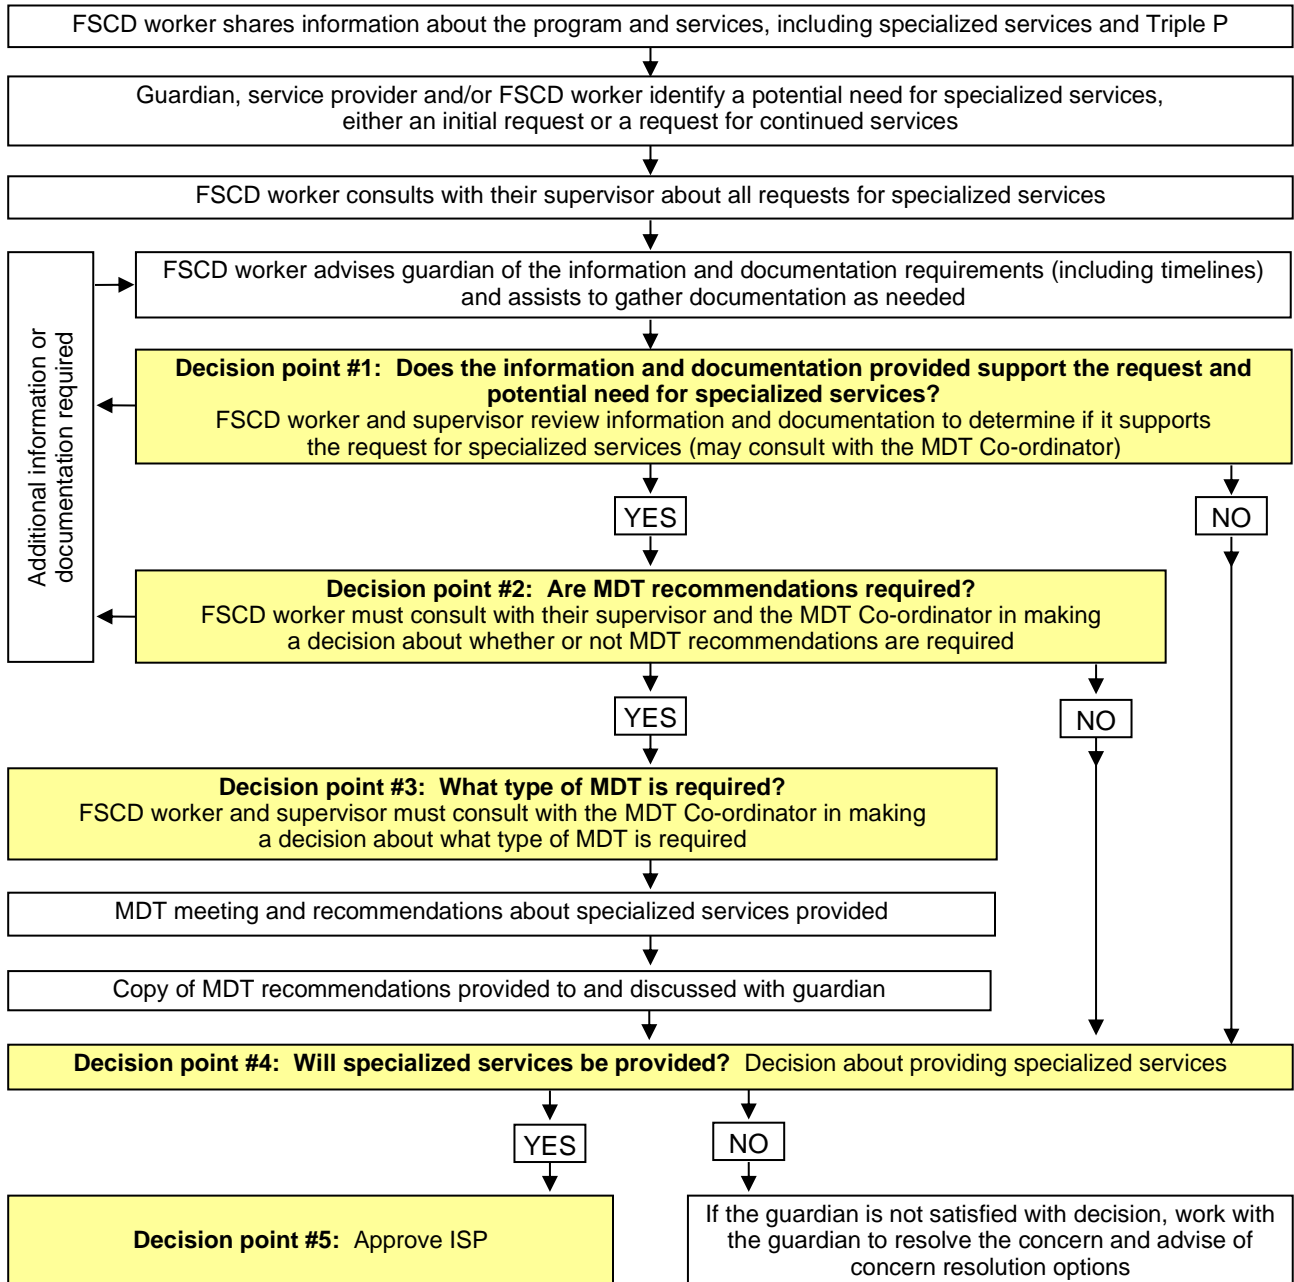 FSCD worker shares information about the program and services, including specialized services and Triple P
Guardian, service provider and/or FSCD worker identify a potential need for specialized services,
either an initial request or a request for continued services
FSCD worker consults with their supervisor about all requests for specialized services
Additional information or
documentation required
FSCD worker advises guardian of the information and documentation requirements (including timelines)
and assists to gather documentation as needed
Decision point #1: Does the information and documentation provided support the request and
potential need for specialized services?
FSCD worker and supervisor review information and documentation to determine if it supports
the request for specialized services (may consult with the MDT Co-ordinator)
YES
NO
Decision point #2: Are MDT recommendations required?
FSCD worker must consult with their supervisor and the MDT Co-ordinator in making
a decision about whether or not MDT recommendations are required
YES
NO
Decision point #3: What type of MDT is required?
FSCD worker and supervisor must consult with the MDT Co-ordinator in making
a decision about what type of MDT is required
MDT meeting and recommendations about specialized services provided
Copy of MDT recommendations provided to and discussed with guardian
Decision point #4: Will specialized services be provided? Decision about providing specialized services
YES
NO
Decision point #5: Approve ISP
If the guardian is not satisfied with decision, work with
the guardian to resolve the concern and advise of
concern resolution options